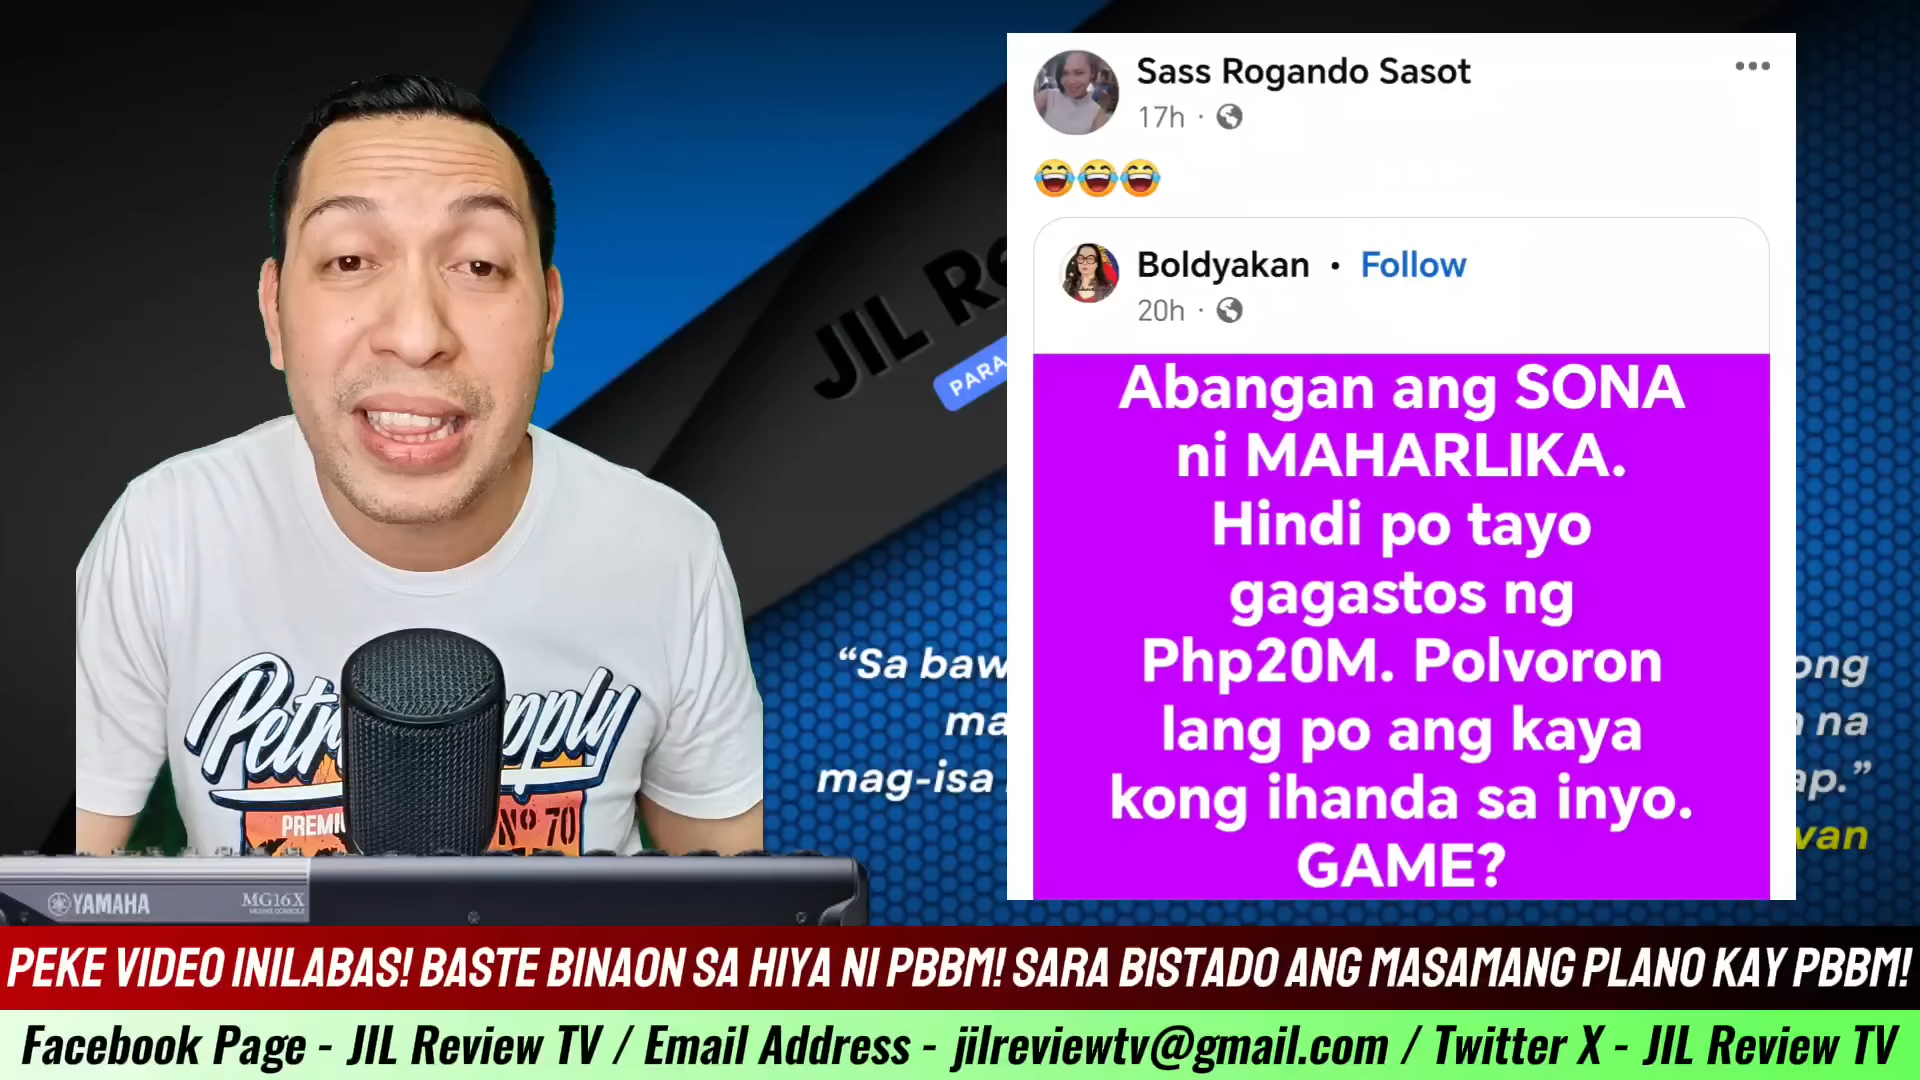 Sass Rogando Sasot
17h ·
Boldyakan • Follow
20h ·
Abangan ang SONA
ni MAHARLIKA.
Hindi po tayo
gagastos ng
Php20M. Polvoron
lang po ang kaya
kong ihanda sa inyo.
GAME?
JIL Re
PARA
“Sa baw
ong
ma
na
mag-isa
ap.”
van
Petr pply
PREMI Nº 70
YAMAHA MG16X
PEKE VIDEO INILABAS! BASTE BINAON SA HIYA NI PBBM! SARA BISTADO ANG MASAMANG PLANO KAY PBBM!
Facebook Page - JIL Review TV / Email Address - jilreviewtv@gmail.com / Twitter X - JIL Review TV